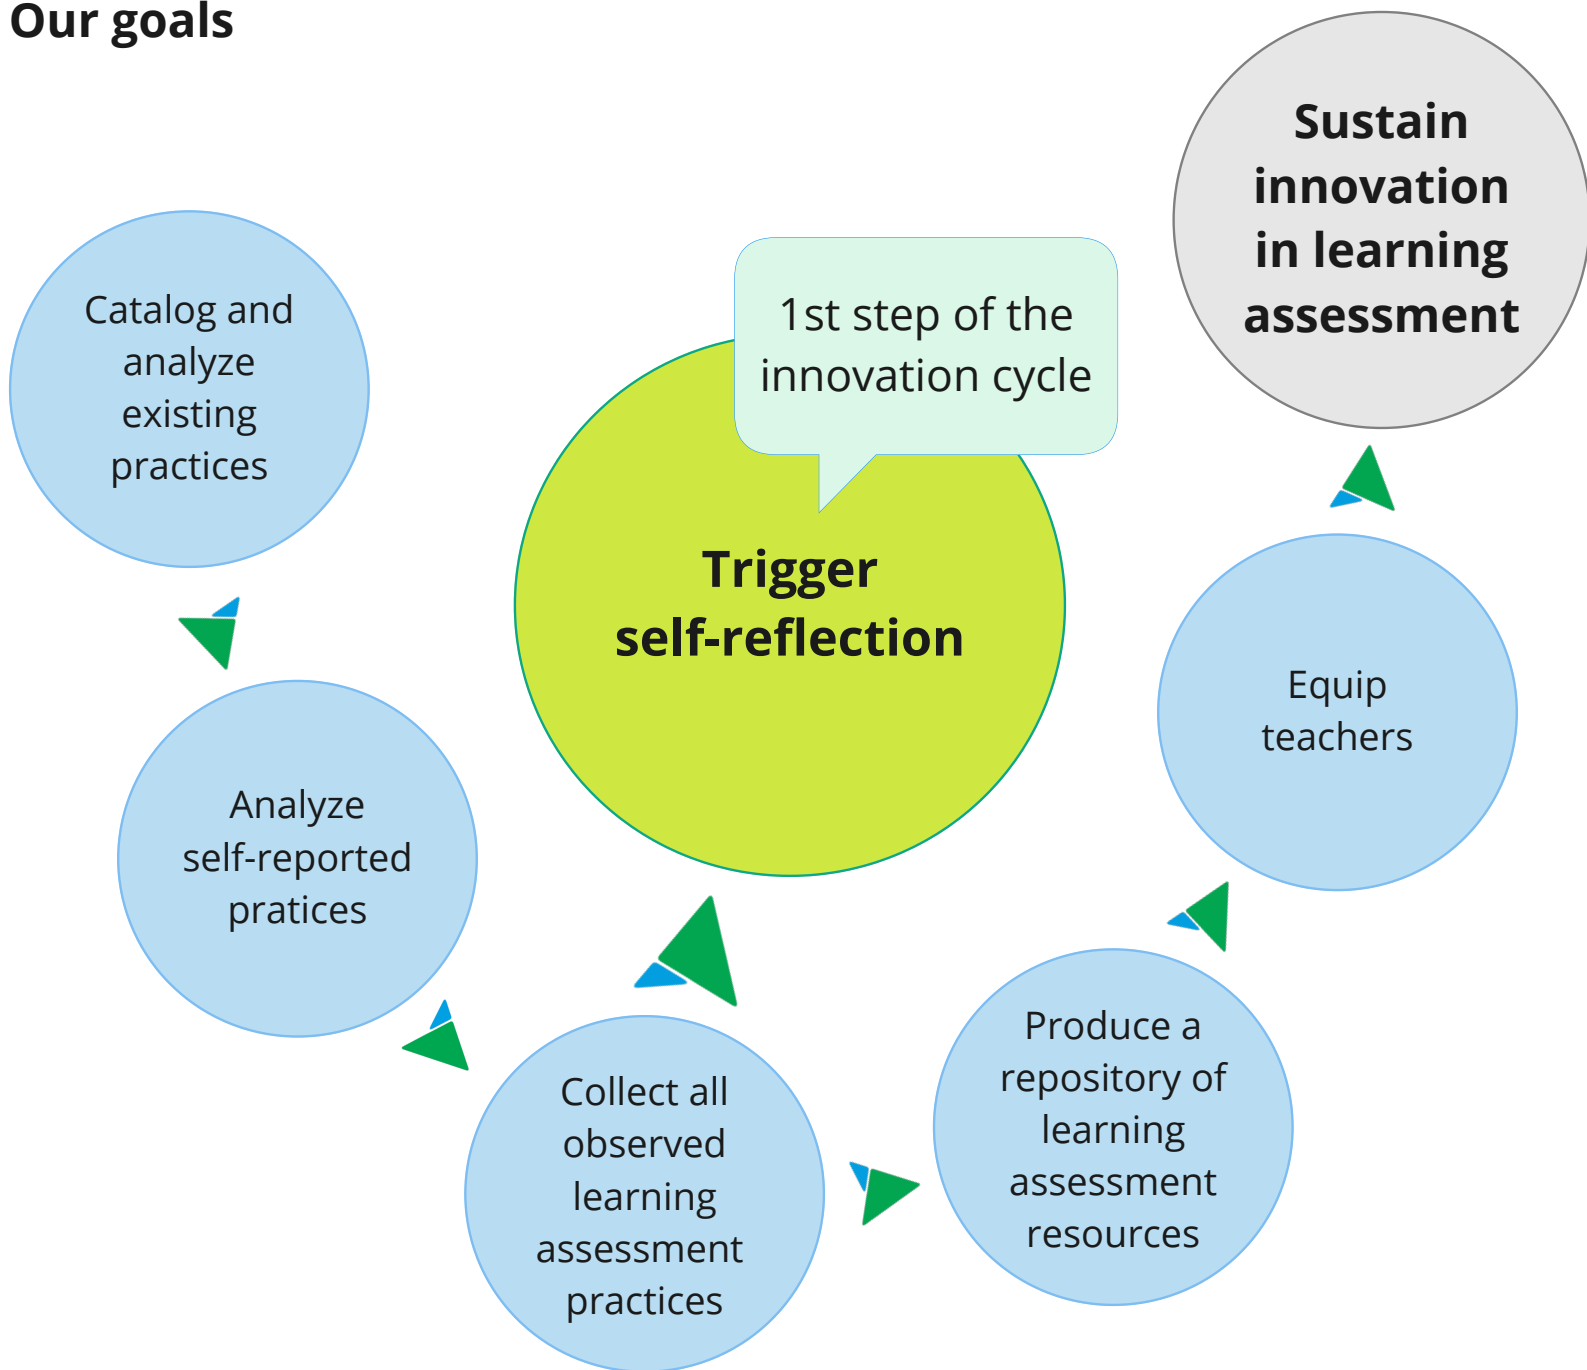 Our goals
Catalog and
analyze
existing
practices
Analyze
self-reported
pratices
Collect all
observed
learning
assessment
practices
1st step of the
innovation cycle
Trigger
self-reflection
Produce a
repository of
learning
assessment
resources
Equip
teachers
Sustain
innovation
in learning
assessment